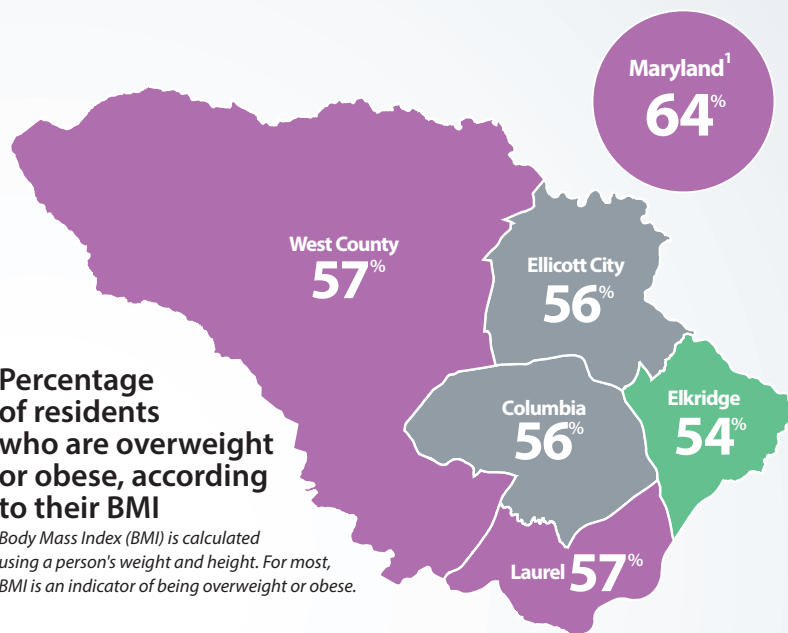 Maryland1
64%
West County
57%
Ellicott City
56%
Columbia
56%
Elkridge
54%
Laurel 57%
Percentage
of residents
who are overweight
or obese, according
to their BMI
Body Mass Index (BMI) is calculated
using a person's weight and height. For most,
BMI is an indicator of being overweight or obese.